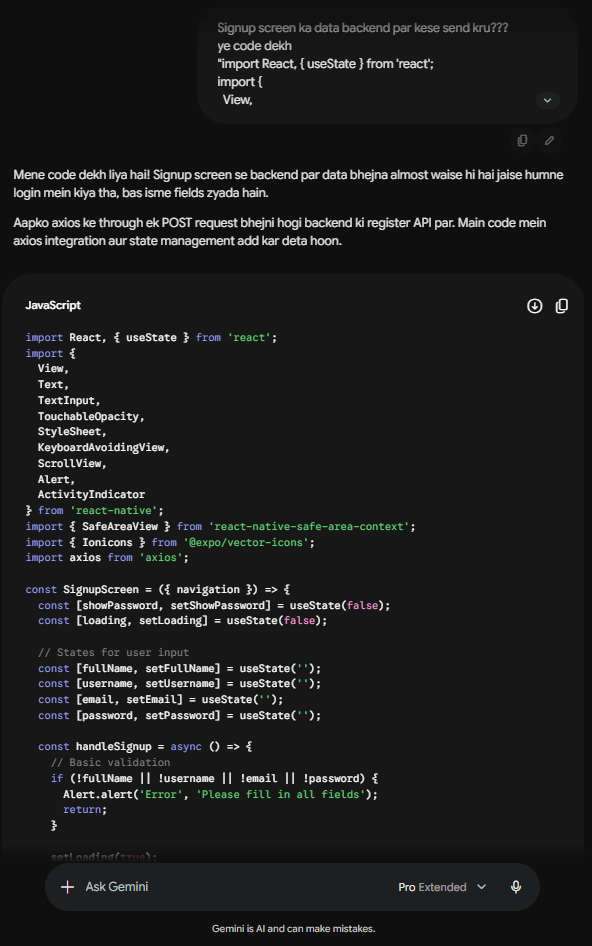 Signup screen ka data backend par kese send kru???
ye code dekh
"import React, { useState } from 'react';
import {
View,
Mene code dekh liya hai! Signup screen se backend par data bhejna almost waise hi hai jaise humne
login mein kiya tha, bas isme fields zyada hain.
Aapko axios ke through ek POST request bhejni hogi backend ki register API par. Main code mein
axios integration aur state management add kar deta hoon.
JavaScript
import React, { useState } from 'react';
import {
  View,
  Text,
  TextInput,
  TouchableOpacity,
  StyleSheet,
  KeyboardAvoidingView,
  ScrollView,
  Alert,
  ActivityIndicator
} from 'react-native';
import { SafeAreaView } from 'react-native-safe-area-context';
import { Ionicons } from '@expo/vector-icons';
import axios from 'axios';
const SignupScreen = ({ navigation }) => {
  const [showPassword, setShowPassword] = useState(false);
  const [loading, setLoading] = useState(false);
  // States for user input
  const [fullName, setFullName] = useState('');
  const [username, setUsername] = useState('');
  const [email, setEmail] = useState('');
  const [password, setPassword] = useState('');
  const handleSignup = async () => {
    // Basic validation
    if (!fullName || !username || !email || !password) {
      Alert.alert('Error', 'Please fill in all fields');
      return;
    }
    setLoading(true);
Ask Gemini
Pro Extended
Gemini is AI and can make mistakes.